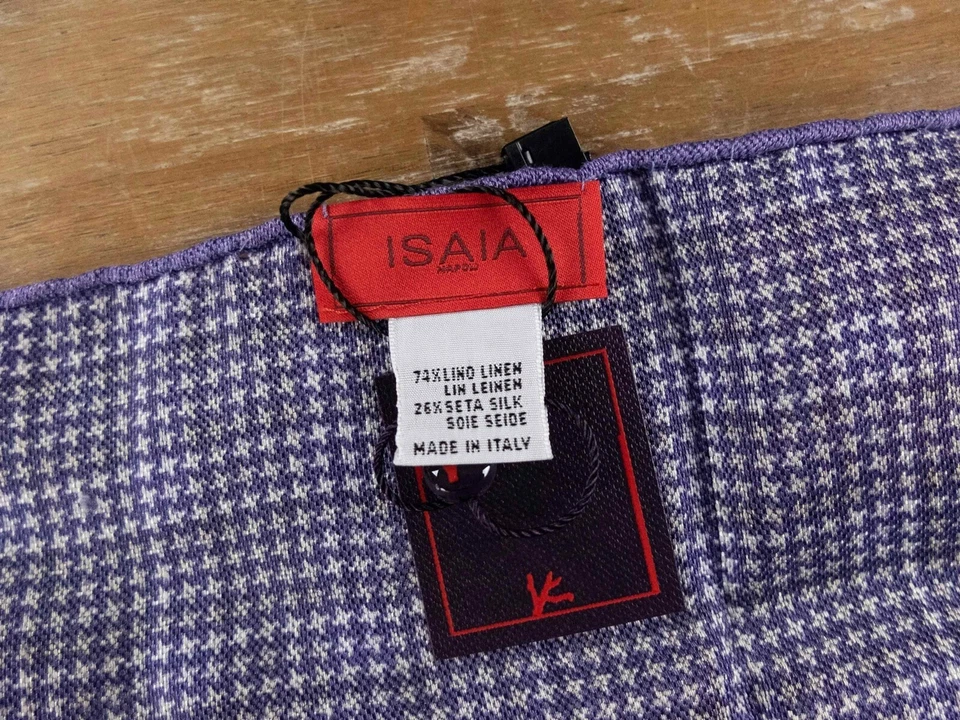 ISAIA
NAPOLI
74% LINO LINEN
LIN LEINEN
26% SETA SILK
SOIE SEIDE
MADE IN ITALY